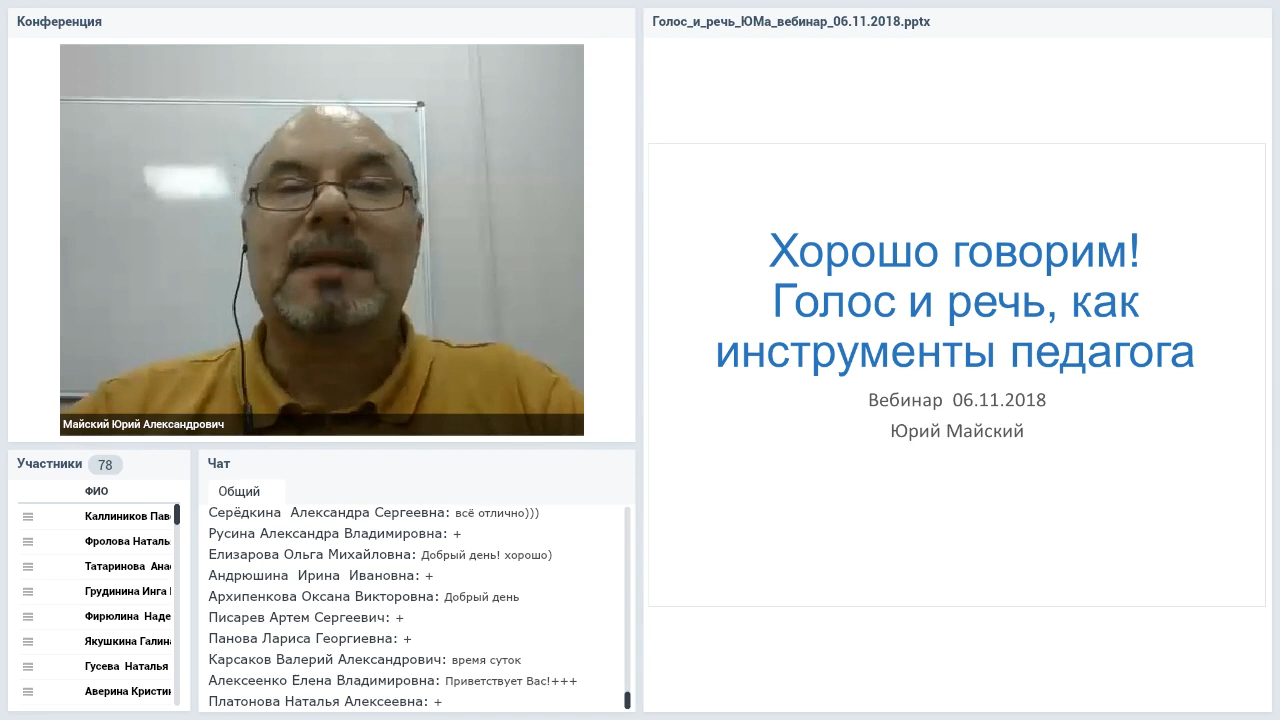 Конференция
Майский Юрий Александрович
Участники 78
ФИО
Каллиников
Фролова
Татаринова
Грудинина Инга
Фирюлина
Якушкина
Гусева Наталья
Аверина
Чат
Общий
Серёдкина Александра Сергеевна: всё отлично)))
Русина Александра Владимировна: +
Елизарова Ольга Михайловна: Добрый день! хорошо)
Андрюшина Ирина Ивановна: +
Архипенкова Оксана Викторовна: Добрый день
Писарев Артем Сергеевич: +
Панова Лариса Георгиевна: +
Карсаков Валерий Александрович: время суток
Алексеенко Елена Владимировна: Приветствует Вас!+++
Платонова Наталья Алексеевна: +
Голос_и_речь_ЮМа_вебинар_06.11.2018.pptx
Хорошо говорим!
Голос и речь, как
инструменты педагога
Вебинар 06.11.2018
Юрий Майский